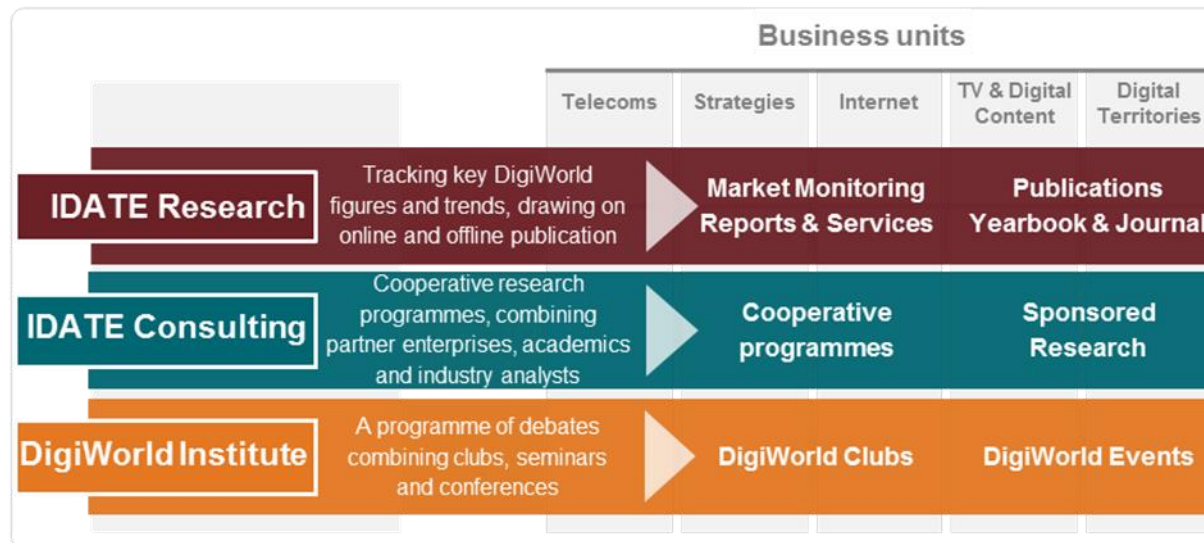 Business units
Telecoms
Strategies
Internet
TV & Digital
Content
Digital
Territories
IDATE Research
Tracking key DigiWorld
figures and trends, drawing on
online and offline publication
Market Monitoring
Reports & Services
Publications
Yearbook & Journal
IDATE Consulting
Cooperative research
programmes, combining
partner enterprises, academics
and industry analysts
Cooperative
programmes
Sponsored
Research
DigiWorld Institute
A programme of debates
combining clubs, seminars
and conferences
DigiWorld Clubs
DigiWorld Events